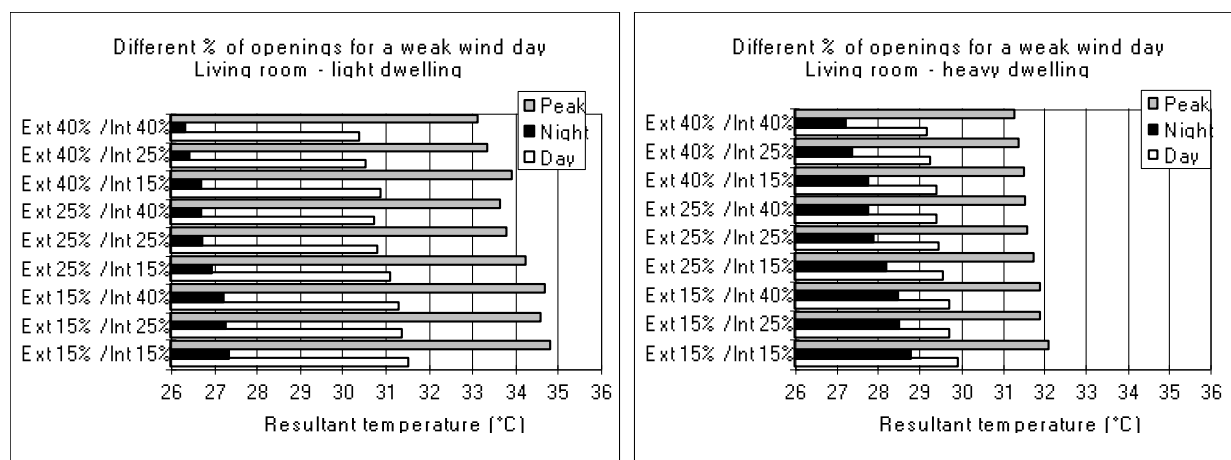 Different % of openings for a weak wind day
Living room - light dwelling
Peak
Night
Day
Ext 40% /Int 40%
Ext 40% /Int 25%
Ext 40% /Int 15%
Ext 25% /Int 40%
Ext 25% /Int 25%
Ext 25% /Int 15%
Ext 15% /Int 40%
Ext 15% /Int 25%
Ext 15% /Int 15%
26 27 28 29 30 31 32 33 34 35 36
Resultant temperature (°C)
Different % of openings for a weak wind day
Living room - heavy dwelling
Peak
Night
Day
Ext 40% /Int 40%
Ext 40% /Int 25%
Ext 40% /Int 15%
Ext 25% /Int 40%
Ext 25% /Int 25%
Ext 25% /Int 15%
Ext 15% /Int 40%
Ext 15% /Int 25%
Ext 15% /Int 15%
26 27 28 29 30 31 32 33 34 35 36
Resultant temperature (°C)